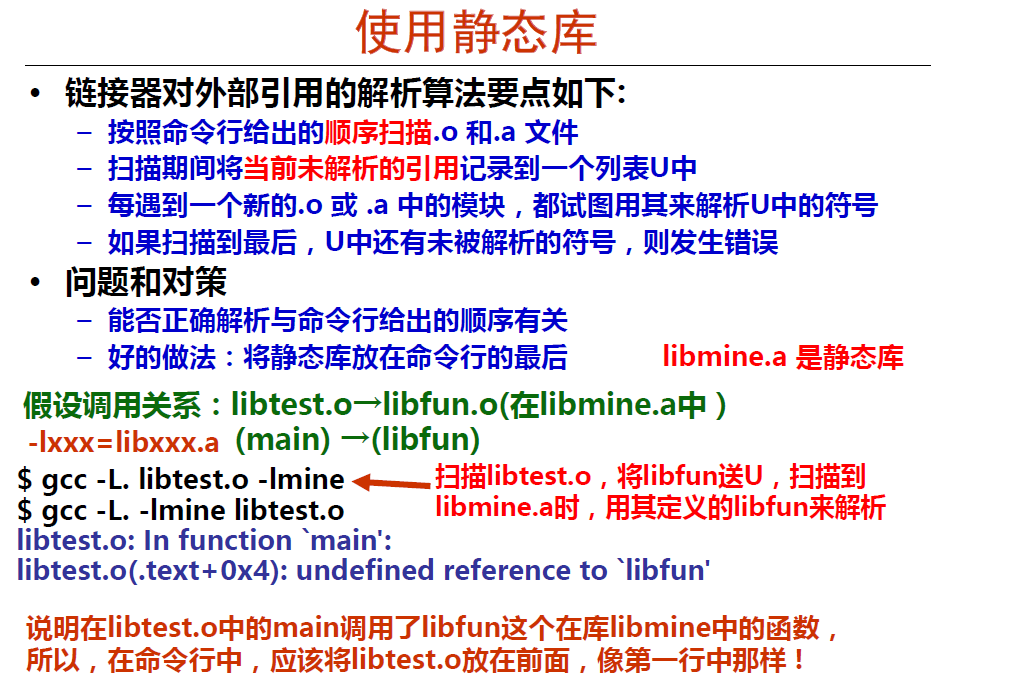 使用静态库
• 链接器对外部引用的解析算法要点如下:
– 按照命令行给出的顺序扫描.o 和.a 文件
– 扫描期间将当前未解析的引用记录到一个列表U中
– 每遇到一个新的.o 或 .a 中的模块，都试图用其来解析U中的符号
– 如果扫描到最后，U中还有未被解析的符号，则发生错误
• 问题和对策
– 能否正确解析与命令行给出的顺序有关
– 好的做法：将静态库放在命令行的最后
libmine.a 是静态库
假设调用关系：libtest.o→libfun.o(在libmine.a中）
-lxxx=libxxx.a (main) →(libfun)
$ gcc -L. libtest.o -lmine
扫描libtest.o，将libfun送U，扫描到
libmine.a时，用其定义的libfun来解析
$ gcc -L. -lmine libtest.o
libtest.o: In function `main':
libtest.o(.text+0x4): undefined reference to `libfun'
说明在libtest.o中的main调用了libfun这个在库libmine中的函数，
所以，在命令行中，应该将libtest.o放在前面，像第一行中那样！